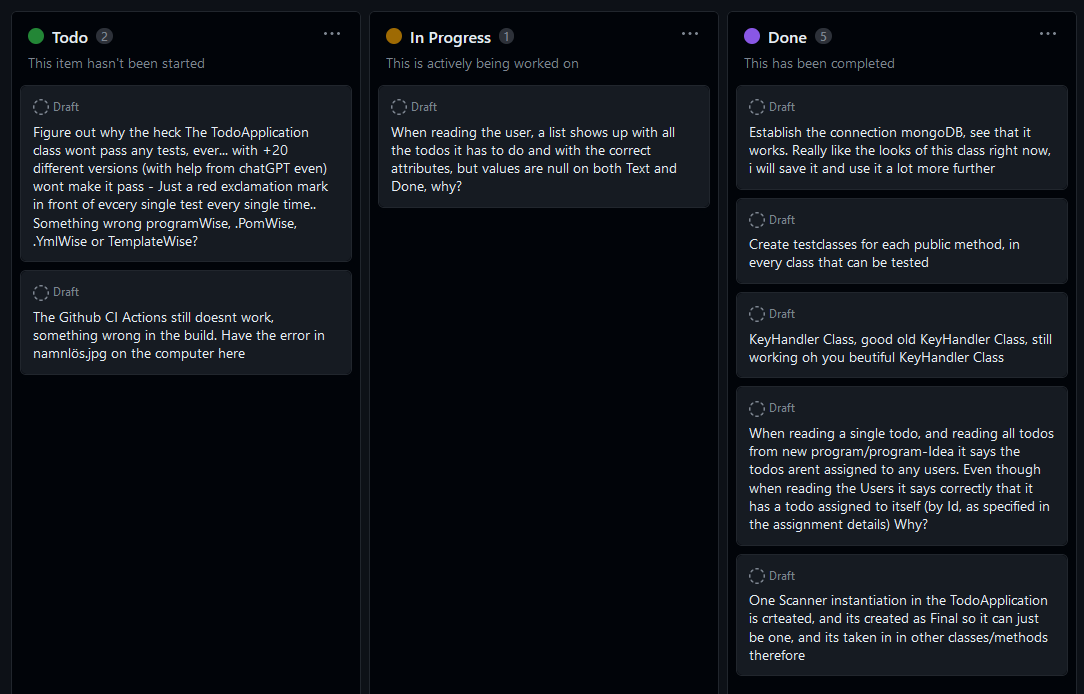 Todo 2
This item hasn't been started
Draft
Figure out why the heck The TodoApplication
class wont pass any tests, ever... with +20
different versions (with help from chatGPT even)
wont make it pass - Just a red exclamation mark
in front of evcery single test every single time..
Something wrong programWise, .PomWise,
.YmlWise or TemplateWise?
Draft
The Github CI Actions still doesnt work,
something wrong in the build. Have the error in
namnlös.jpg on the computer here
In Progress 1
This is actively being worked on
Draft
When reading the user, a list shows up with all
the todos it has to do and with the correct
attributes, but values are null on both Text and
Done, why?
Done 5
This has been completed
Draft
Establish the connection mongoDB, see that it
works. Really like the looks of this class right now,
i will save it and use it a lot more further
Draft
Create testclasses for each public method, in
every class that can be tested
Draft
KeyHandler Class, good old KeyHandler Class, still
working oh you beutiful KeyHandler Class
Draft
When reading a single todo, and reading all todos
from new program/program-Idea it says the
todos arent assigned to any users. Even though
when reading the Users it says correctly that it
has a todo assigned to itself (by Id, as specified in
the assignment details) Why?
Draft
One Scanner instantiation in the TodoApplication
is crteated, and its created as Final so it can just
be one, and its taken in in other classes/methods
therefore